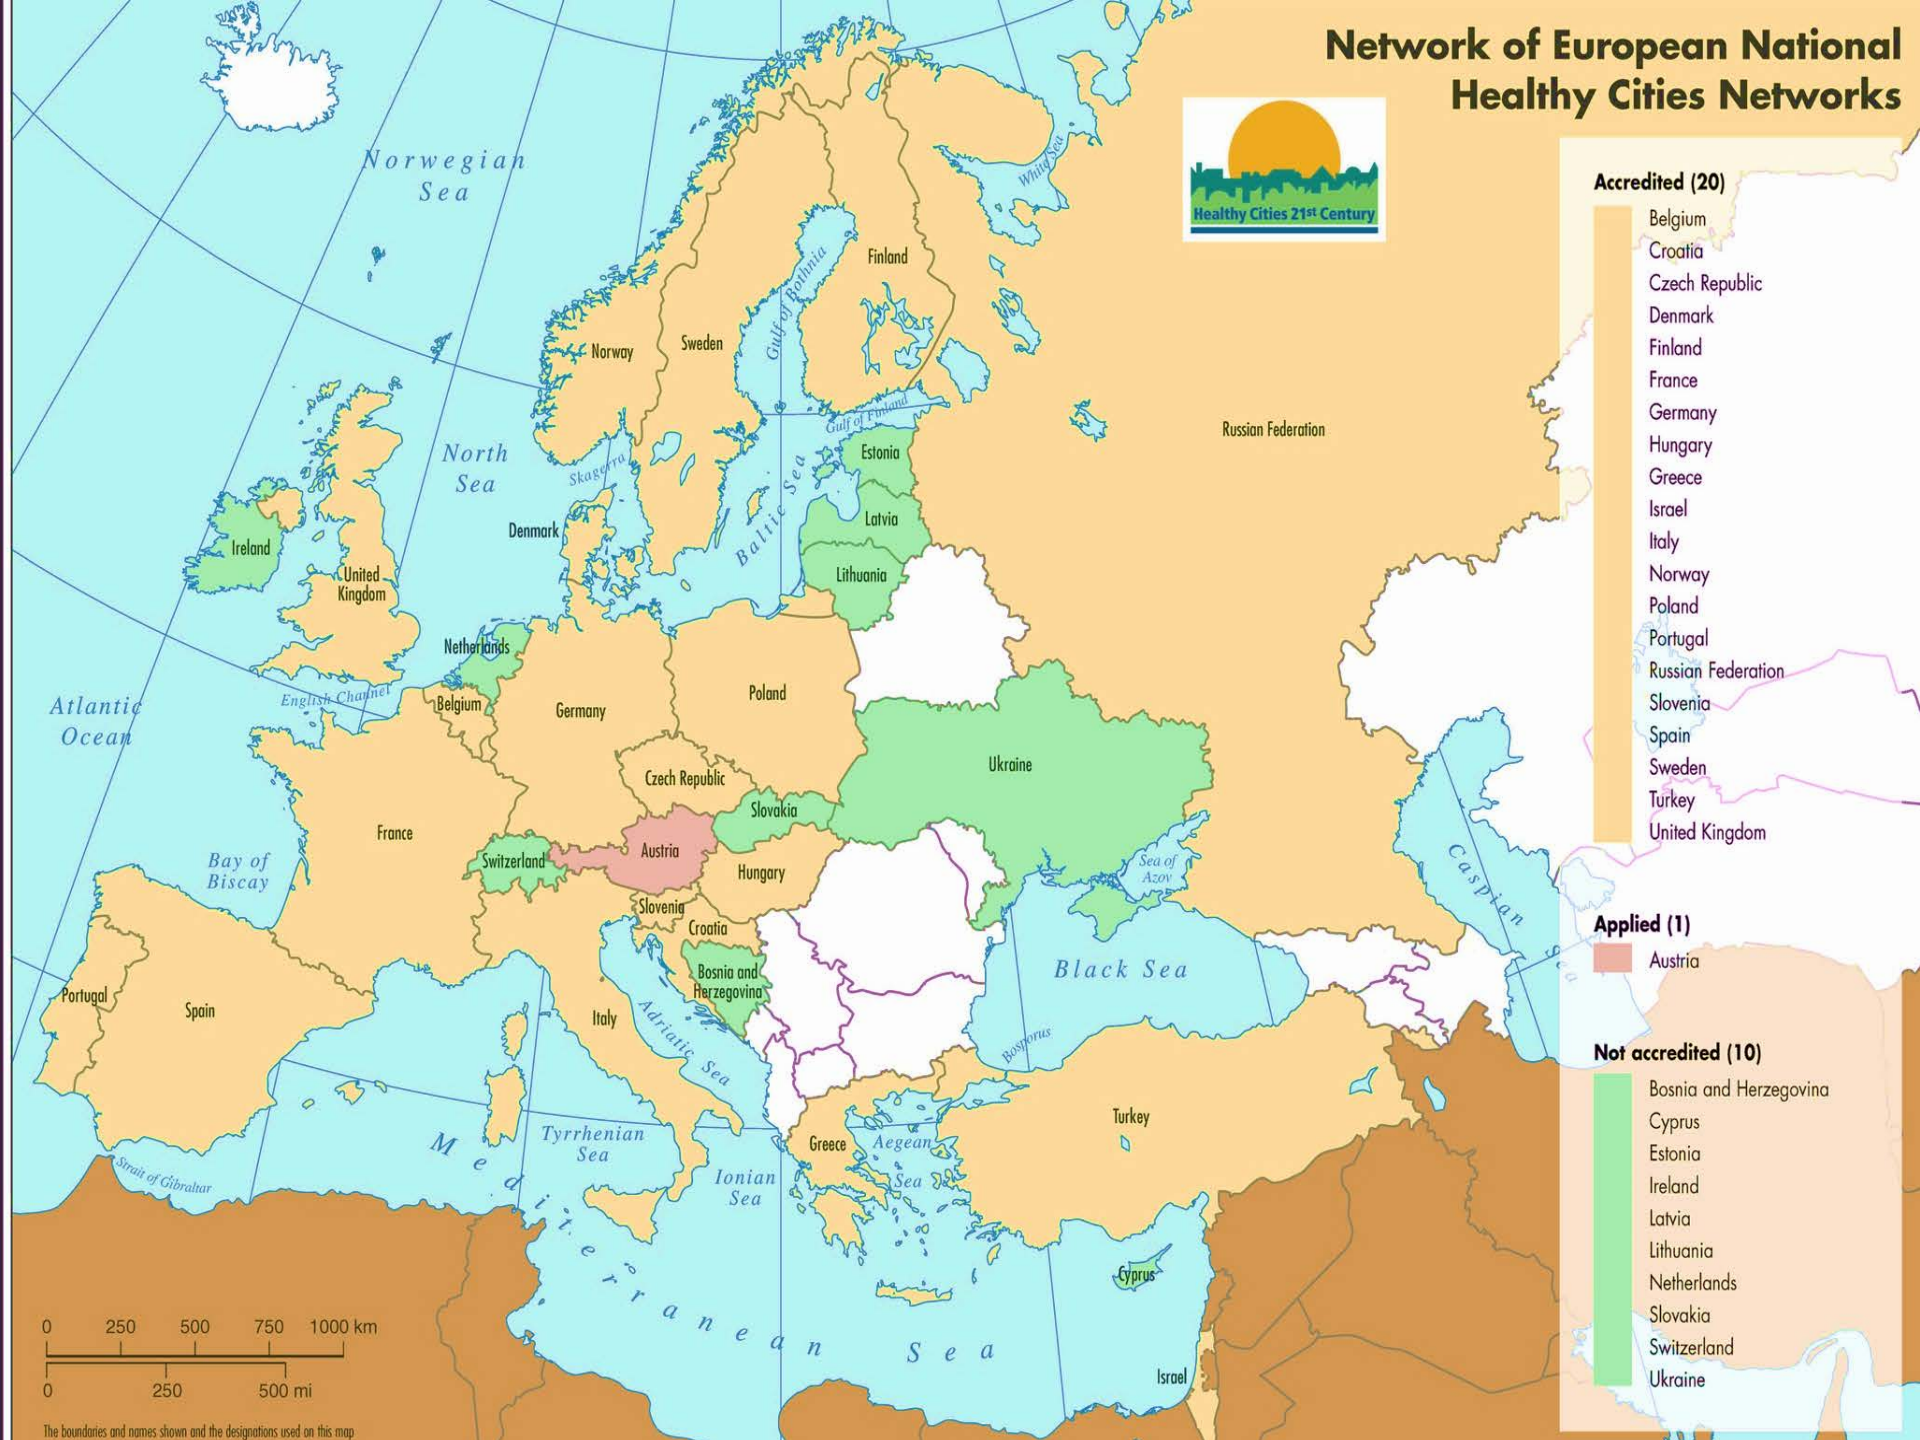 Network of European National
Healthy Cities Networks
Healthy Cities 21st Century
Accredited (20)
Belgium
Croatia
Czech Republic
Denmark
Finland
France
Germany
Hungary
Greece
Israel
Italy
Norway
Poland
Portugal
Russian Federation
Slovenia
Spain
Sweden
Turkey
United Kingdom
Applied (1)
Austria
Not accredited (10)
Bosnia and Herzegovina
Cyprus
Estonia
Ireland
Latvia
Lithuania
Netherlands
Slovakia
Switzerland
Ukraine
Norwegian
Sea
White Sea
Finland
Gulf of Bothnia
Sweden
Norway
Gulf of Finland
Russian Federation
North
Sea
Skagerra
Estonia
Baltic Sea
Latvia
Denmark
Ireland
Lithuania
United
Kingdom
Netherlands
English Channel
Belgium
Germany
Poland
Atlantic
Ocean
Ukraine
Czech Republic
Slovakia
France
Switzerland
Austria
Hungary
Bay of
Biscay
Sea of
Azov
Caspian Sea
Slovenia
Croatia
Bosnia and
Herzegovina
Black Sea
Portugal
Spain
Italy
Adriatic Sea
Bosporus
Turkey
Greece
Aegean
Sea
Tyrrhenian
Sea
Ionian
Sea
Strait of Gibraltar
Mediterranean Sea
Cyprus
Israel
0 250 500 750 1000 km
0 250 500 mi
The boundaries and names shown and the designations used on this map